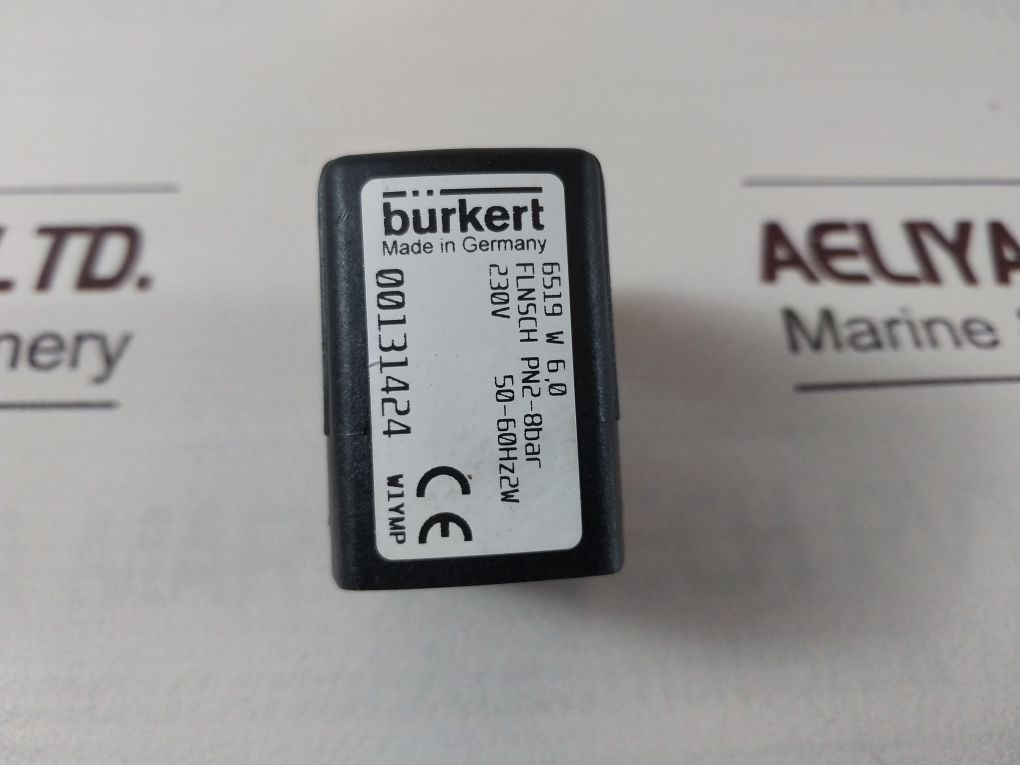 bürkert
Made in Germany
6519 W 6,0
FLNSCH PN2-8bar
230V 50-60Hz2W
00131424 W1YMP
CE
LTD.
nery
AELIYA
Marine